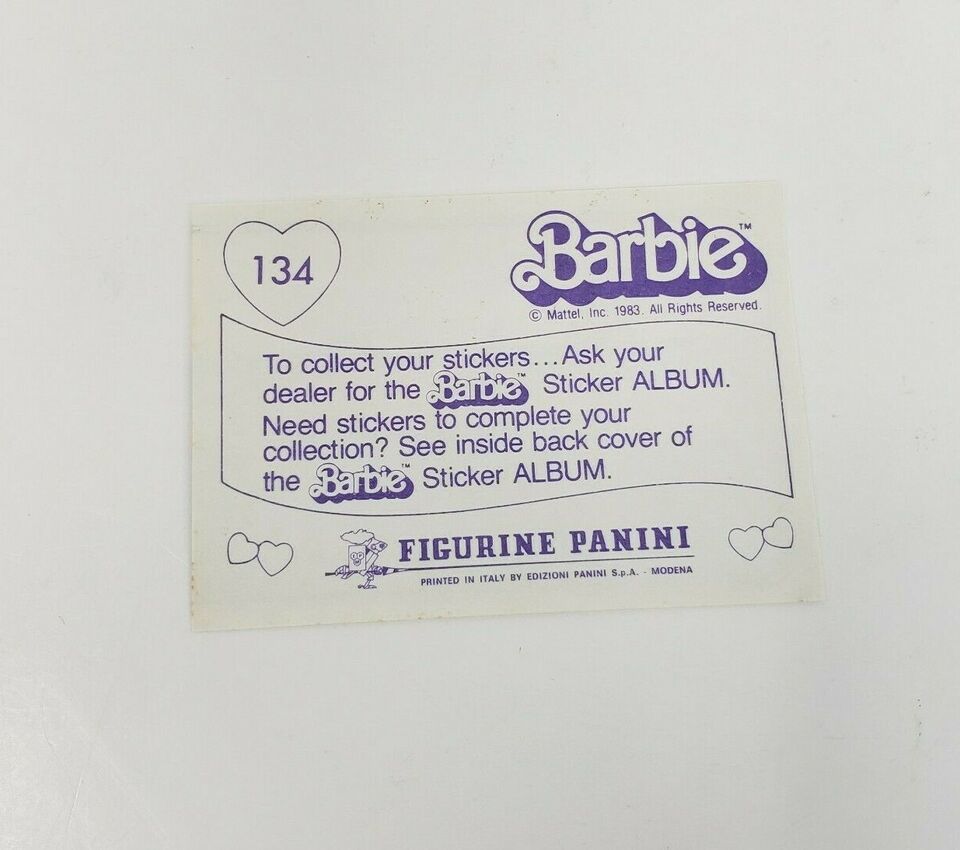 134
Barbie™
© Mattel, Inc. 1983. All Rights Reserved.
To collect your stickers...Ask your
dealer for the Barbie™ Sticker ALBUM.
Need stickers to complete your
collection? See inside back cover of
the Barbie™ Sticker ALBUM.
FIGURINE PANINI
PRINTED IN ITALY BY EDIZIONI PANINI S.p.A. - MODENA